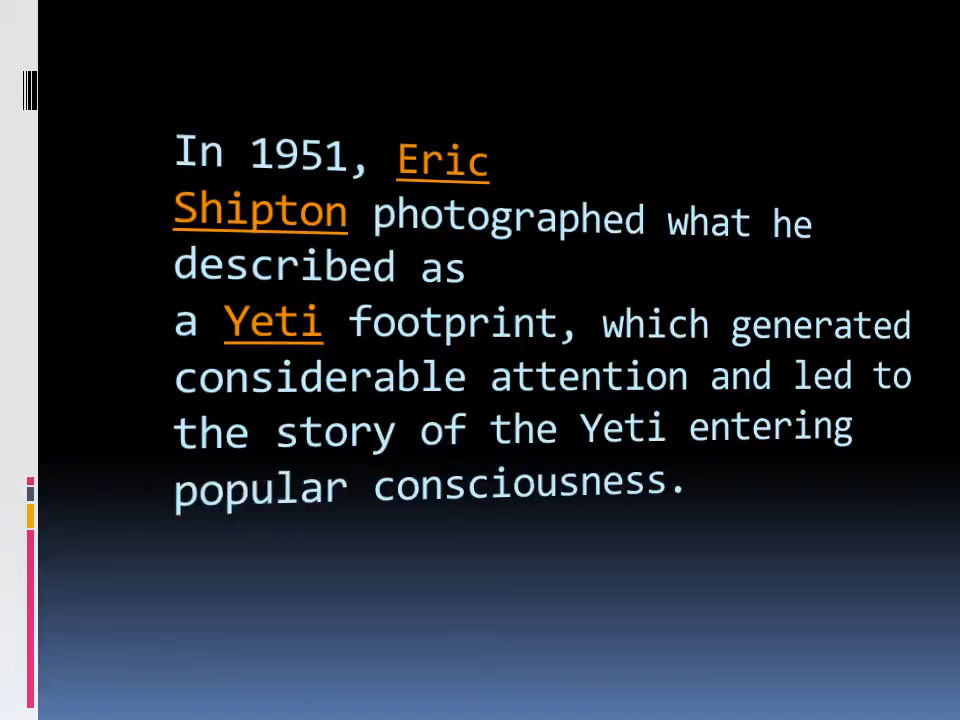 In 1951, Eric
Shipton photographed what he
described as
a Yeti footprint, which generated
considerable attention and led to
the story of the Yeti entering
popular consciousness.